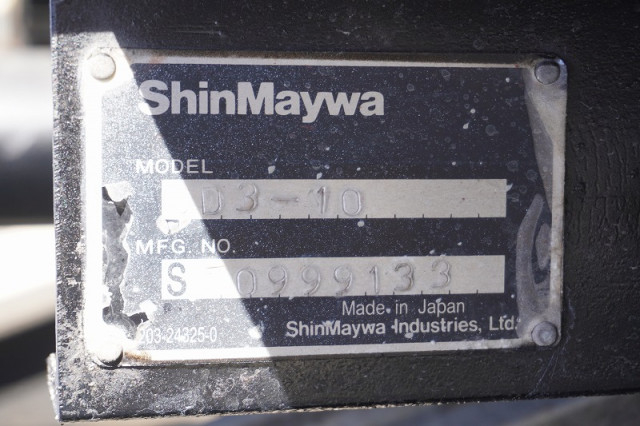 ShinMaywa
MODEL
D3-10
MFG. NO.
S 0999133
Made in Japan
ShinMaywa Industries, Ltd.
203-24325-0